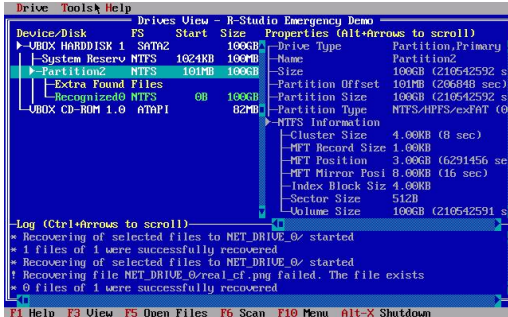 Drive Tools Help
Drives View - R-Studio Emergency Demo
Device/Disk FS Start Size Properties (Alt+Arrows to scroll)
VBOX HARDDISK 1 SATA2 100GB Drive Type Partition,Primary
System Reserv NTFS 1024KB 100MB Name Partition2
Partition2 NTFS 101MB 100GB Size 100GB (210542592 s
Extra Found Files Partition Offset 101MB (206848 sec)
Recognized0 NTFS 0B 100GB Partition Size 100GB (210542592 s
VBOX CD-ROM 1.0 ATAPI 82MB Partition Type NTFS/HPFS/exFAT (0
NTFS Information
Cluster Size 4.00KB (8 sec)
MFT Record Size 1.00KB
MFT Position 3.00GB (6291456 se
MFT Mirror Posi 8.00KB (16 sec)
Index Block Siz 4.00KB
Sector Size 512B
Volume Size 100GB (210542591 s
Log (Ctrl+Arrows to scroll)
* Recovering of selected files to NET_DRIVE_0/ started
* 1 files of 1 were successfully recovered
* Recovering of selected files to NET_DRIVE_0/ started
! Recovering file NET_DRIVE_0/real_cf.png failed. The file exists
* 0 files of 1 were successfully recovered
F1 Help F3 View F5 Open Files F6 Scan F10 Menu Alt-X Shutdown